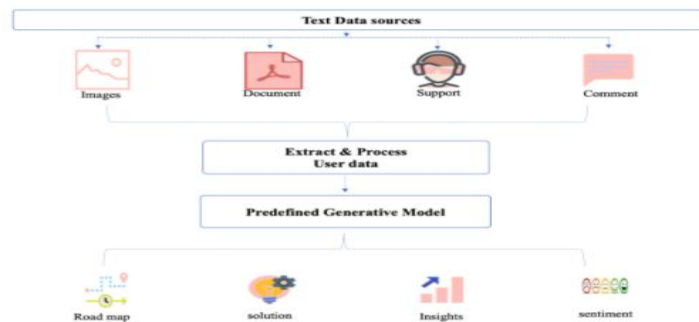 Text Data sources
Images
Document
Support
Comment
Extract & Process
User data
Predefined Generative Model
Road map
solution
Insights
sentiment